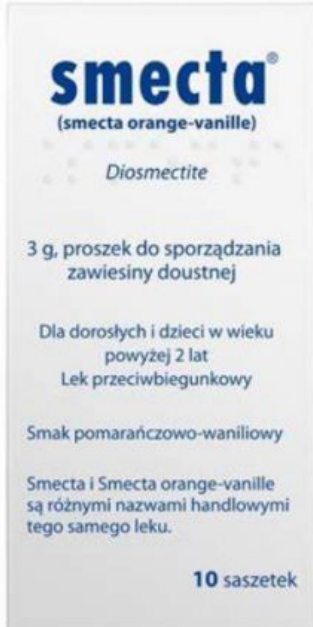 smecta®
(smecta orange-vanille)
Diosmectite
3 g, proszek do sporządzania
zawiesiny doustnej
Dla dorosłych i dzieci w wieku
powyżej 2 lat
Lek przeciwbiegunkowy
Smak pomarańczowo-waniliowy
Smecta i Smecta orange-vanille
są różnymi nazwami handlowymi
tego samego leku.
10 saszetek